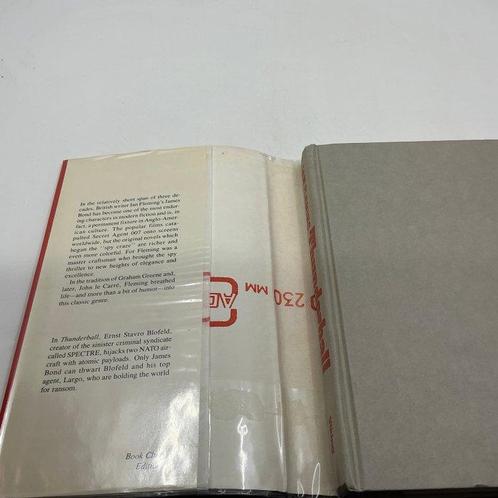 In the relatively short span of three de-
cades, British writer Ian Fleming's James
Bond has become one of the most endur-
ing characters in modern fiction and is, in
fact, a permanent fixture in Anglo-Amer-
ican culture. The popular films cata-
pulted Secret Agent 007 onto screens
worldwide, but the original novels which
began the "spy craze" are richer and
even more colorful. For Fleming was a
master craftsman who brought the spy
thriller to new heights of elegance and
excellence.
In the tradition of Graham Greene and,
later, John le Carré, Fleming breathed
life—and more than a bit of humor—into
this classic genre.
In Thunderball, Ernst Stavro Blofeld,
creator of the sinister criminal syndicate
called SPECTRE, hijacks two NATO air-
craft with atomic payloads. Only James
Bond can thwart Blofeld and his top
agent, Largo, who are holding the world
for ransom.
Book
230 MM